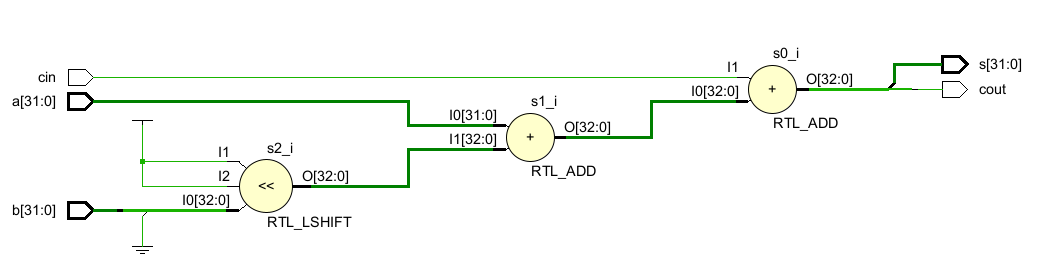 s0_i
cin
I1
s[31:0]
O[32:0]
+
cout
a[31:0]
s1_i
I0[32:0]
RTL_ADD
I0[31:0]
O[32:0]
+
I1[32:0]
s2_i
I1
RTL_ADD
I2
O[32:0]
<<
I0[32:0]
b[31:0]
RTL_LSHIFT